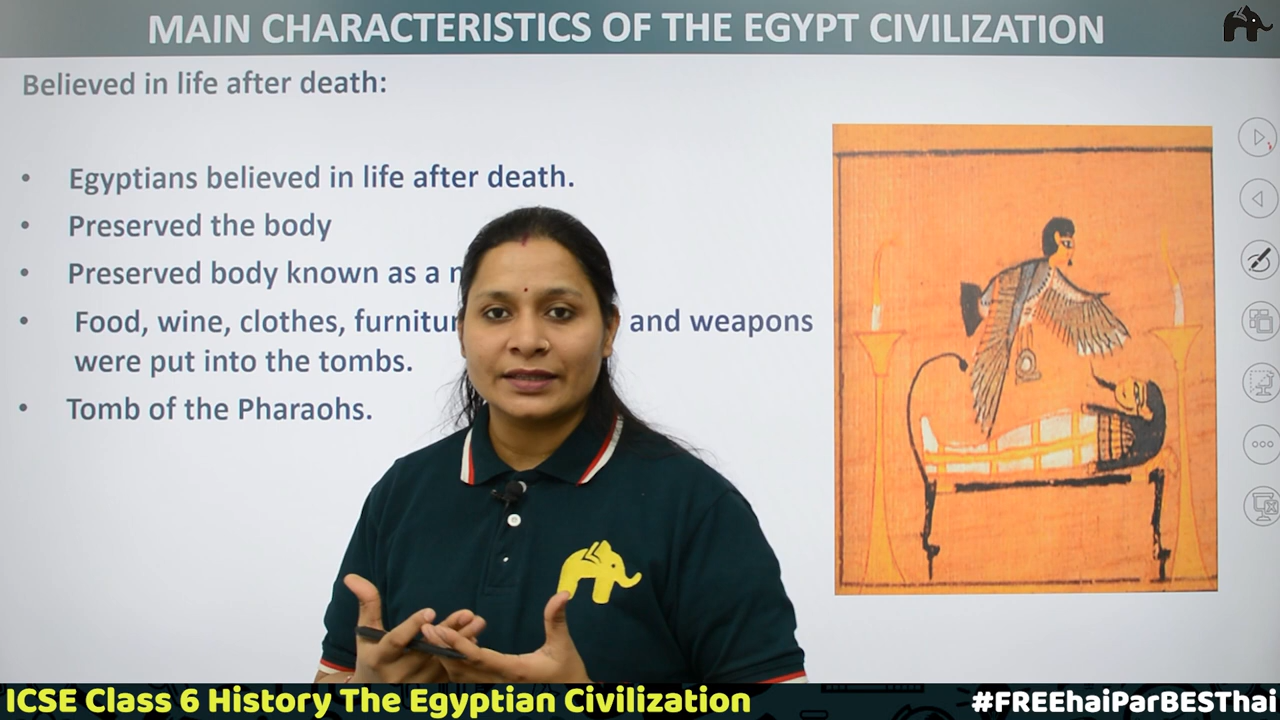 MAIN CHARACTERISTICS OF THE EGYPT CIVILIZATION
Believed in life after death:
• Egyptians believed in life after death.
• Preserved the body
• Preserved body known as a
• Food, wine, clothes, and weapons
were put into the tombs.
• Tomb of the Pharaohs.
ICSE Class 6 History The Egyptian Civilization
#FREEhaiParBESThai